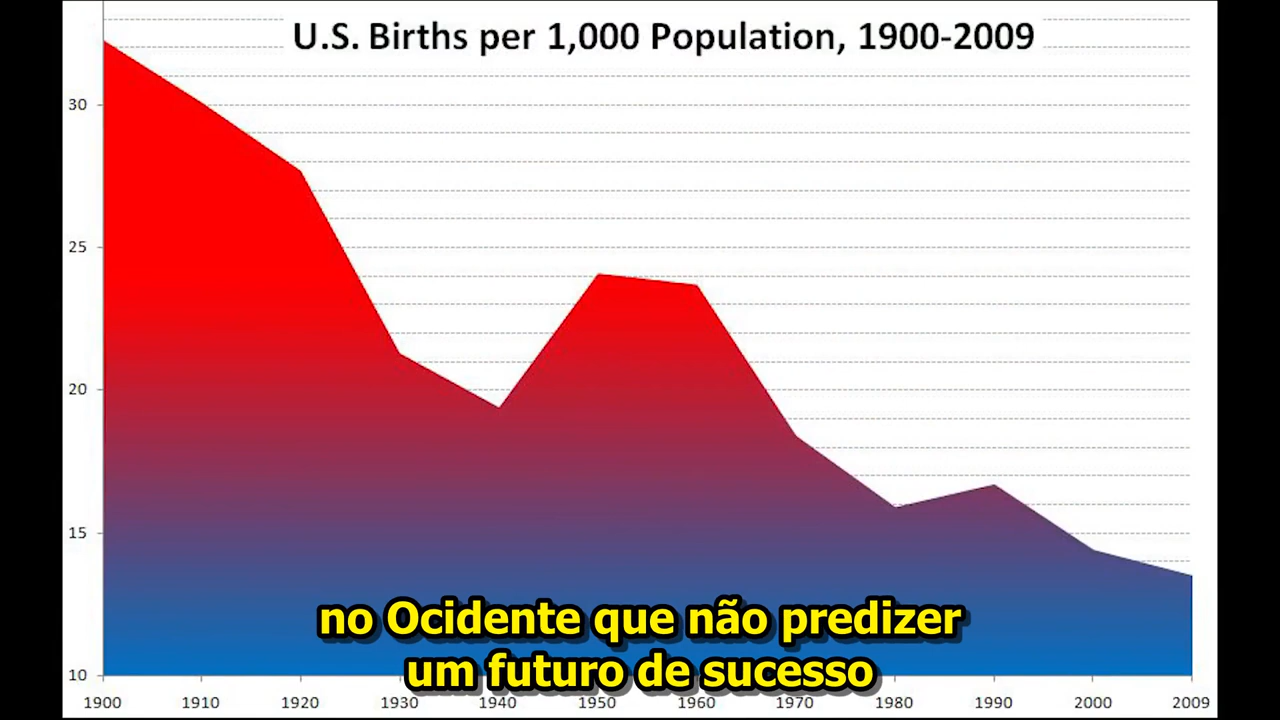 U.S. Births per 1,000 Population, 1900-2009
30
25
20
15
10
no Ocidente que não predizer
um futuro de sucesso
1900 1910 1920 1930 1940 1950 1960 1970 1980 1990 2000 2009